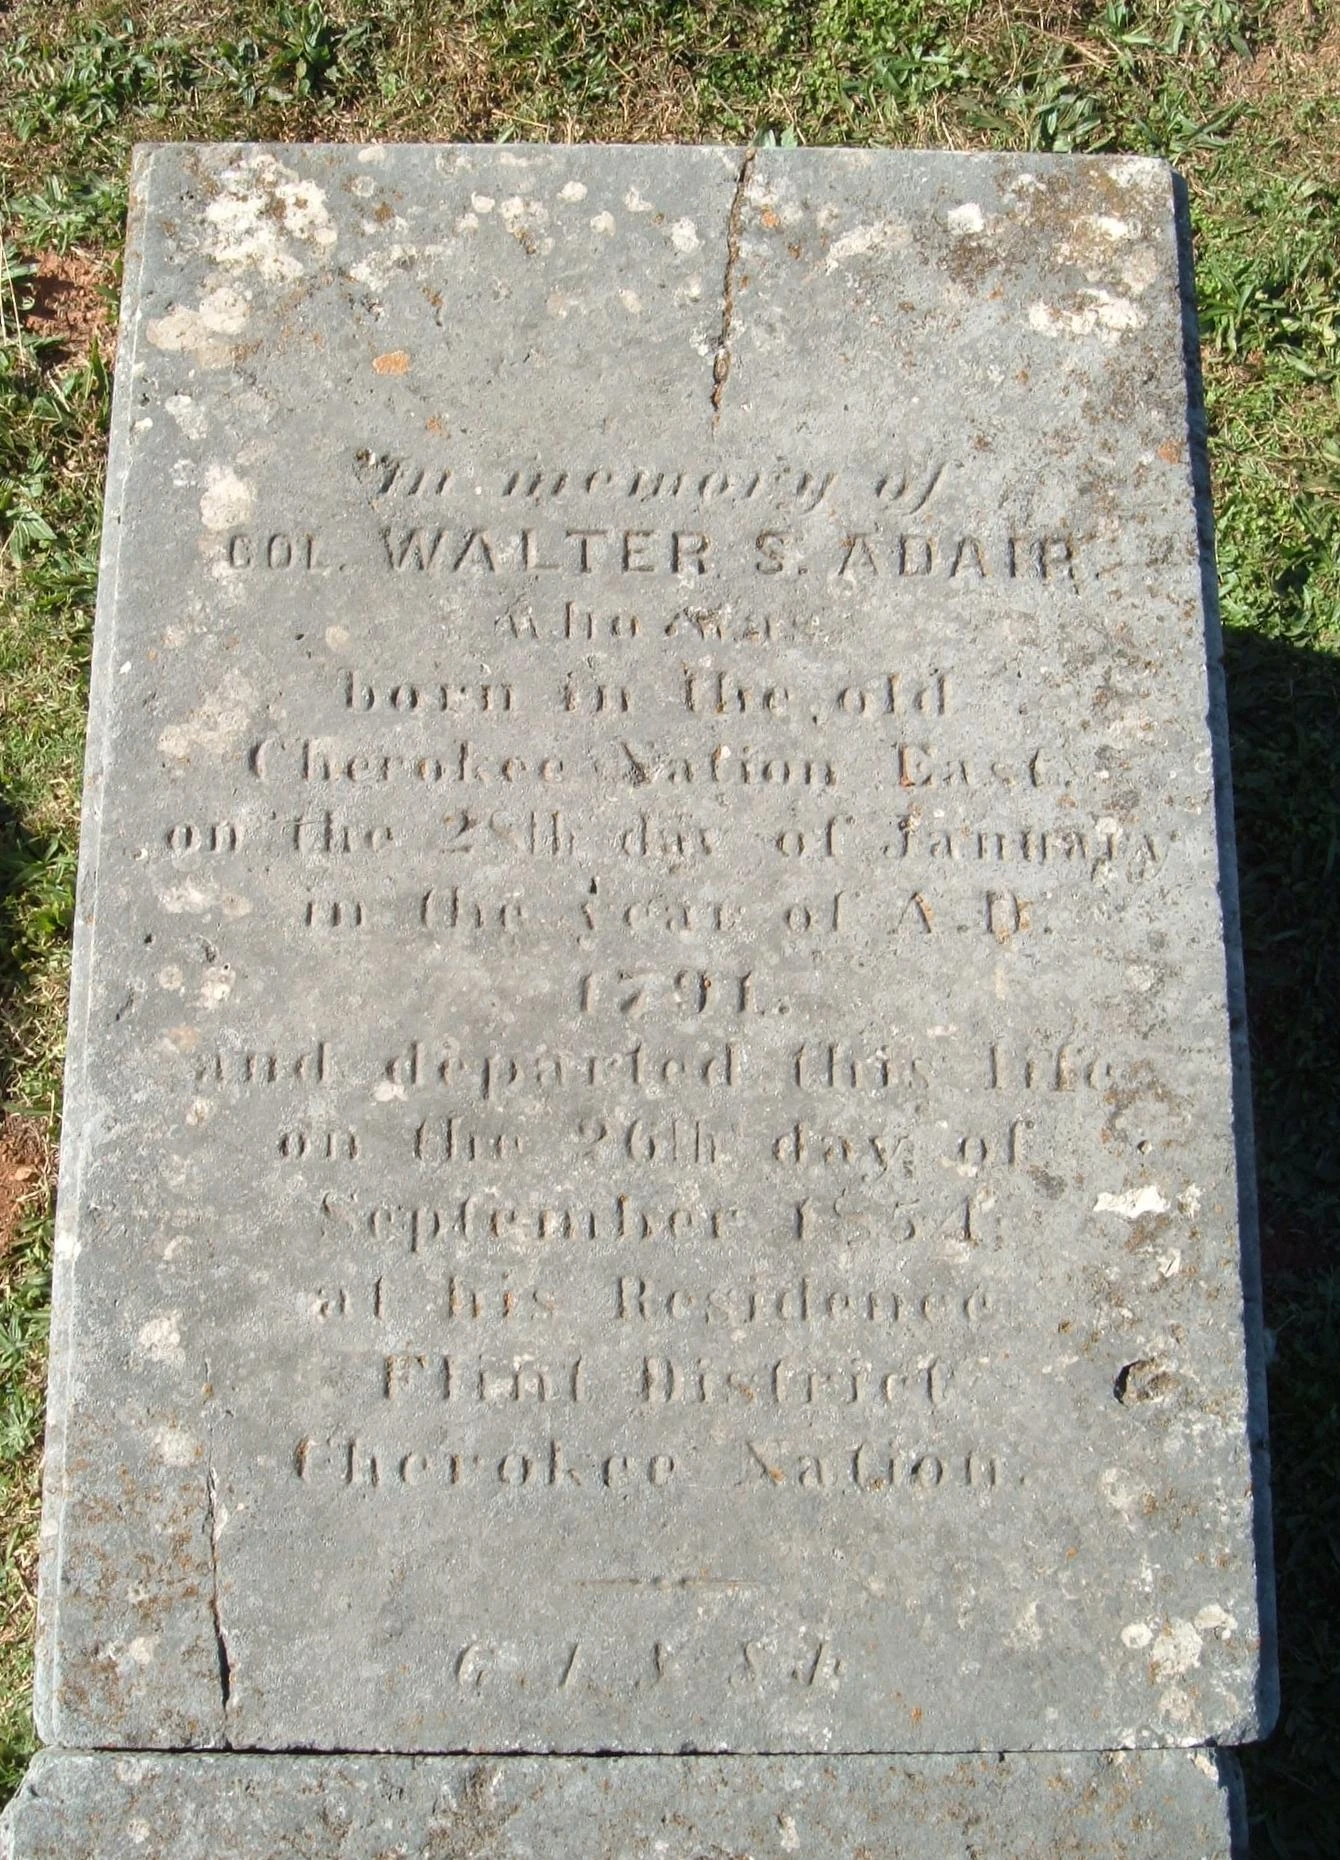 In memory of
COL. WALTER S. ADAIR.
who was
born in the old
Cherokee Nation East.
on the 28th day of January
in the year of A.D.
1791.
and departed this life
on the 26th day of
September 1854.
at his Residence
Flint District
Cherokee Nation.